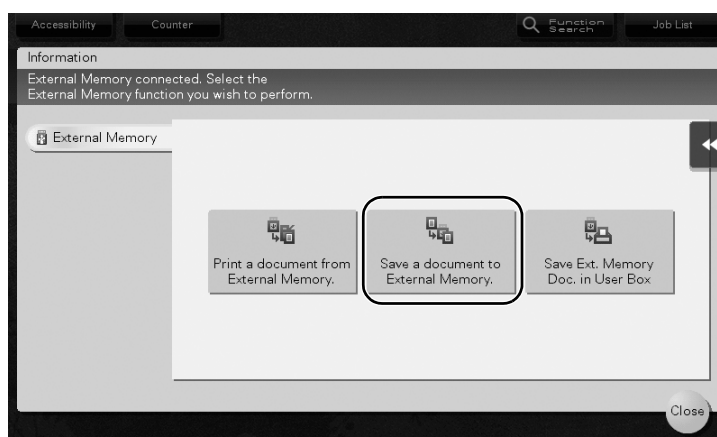 Accessibility
Counter
Function
Search
Job List
Information
External Memory connected. Select the
External Memory function you wish to perform.
External Memory
Print a document from
External Memory.
Save a document to
External Memory.
Save Ext. Memory
Doc. in User Box
Close